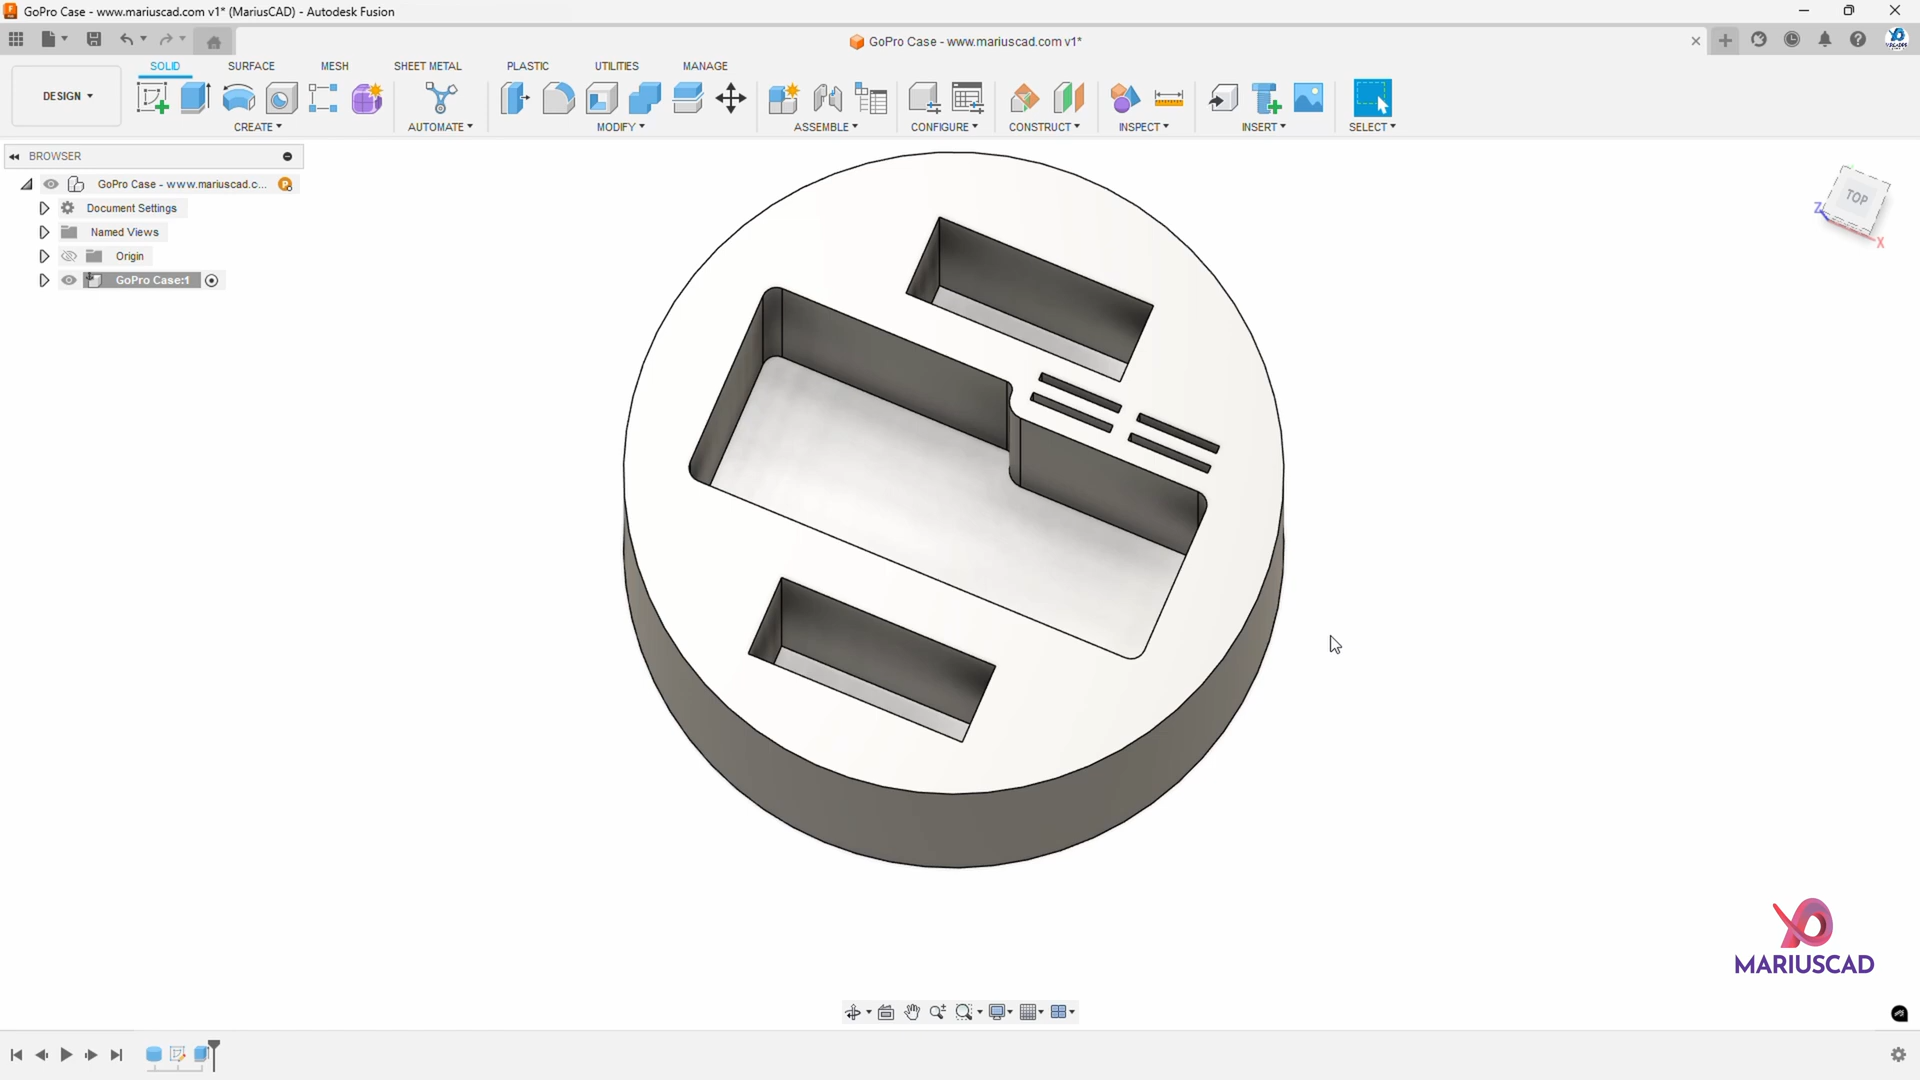 GoPro Case - www.mariuscad.com v1* (MariusCAD) - Autodesk Fusion
GoPro Case - www.mariuscad.com v1*
SOLID SURFACE MESH SHEET METAL PLASTIC UTILITIES MANAGE
DESIGN
CREATE AUTOMATE MODIFY ASSEMBLE CONFIGURE CONSTRUCT INSPECT INSERT SELECT
BROWSER
GoPro Case - www.mariuscad.c...
Document Settings
Named Views
Origin
GoPro Case:1
TOP
Z
X
MARIUSCAD